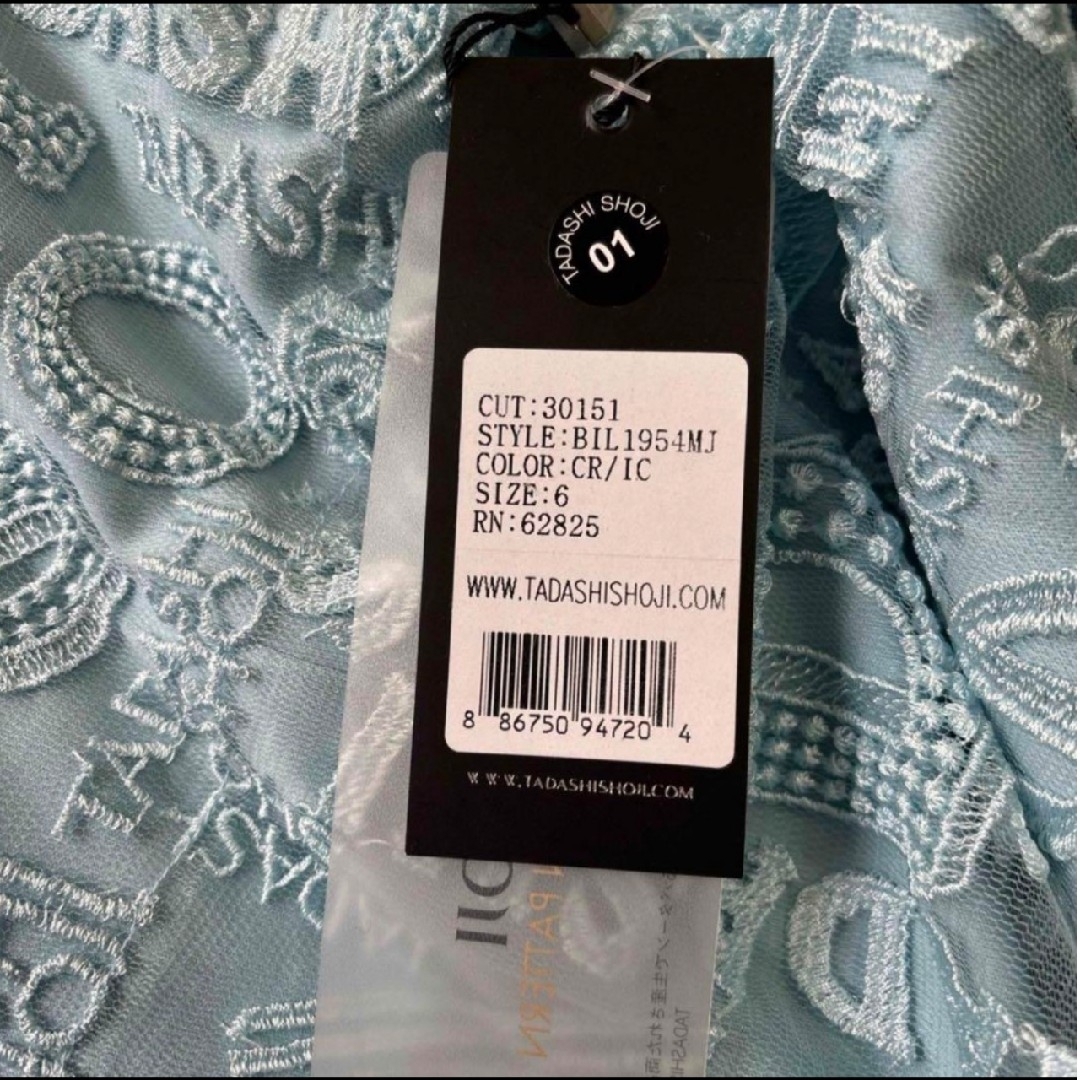 TADASHI SHOJI
01
CUT:30151
STYLE:BIL1954MJ
COLOR:CR/IC
SIZE:6
RN:62825
WWW.TADASHISHOJI.COM
8 86750 94720 4
WWW.TADASHISHOJI.COM
PATTERN